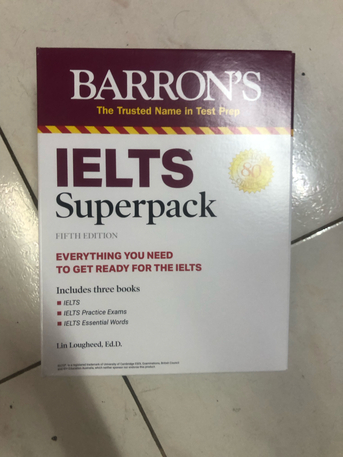 BARRON'S
The Trusted Name in Test Prep
IELTS
Superpack
80
FIFTH EDITION
EVERYTHING YOU NEED
TO GET READY FOR THE IELTS
Includes three books
■ IELTS
■ IELTS Practice Exams
■ IELTS Essential Words
Lin Lougheed, Ed.D.